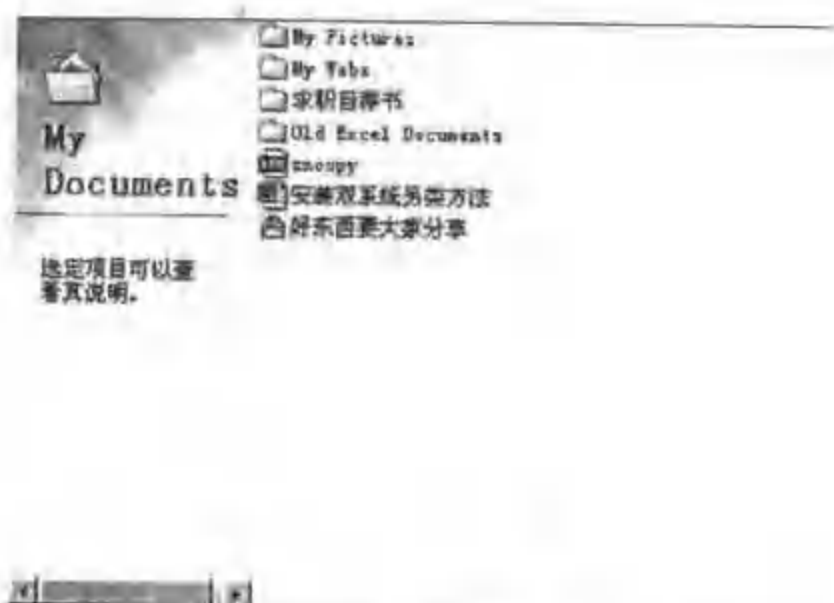 My
Documents
选定项目可以查
看其说明。
My Pictures
My Webs
求职自荐书
Old Excel Documents
snoopy
安装双系统另类方法
好东西要大家分享